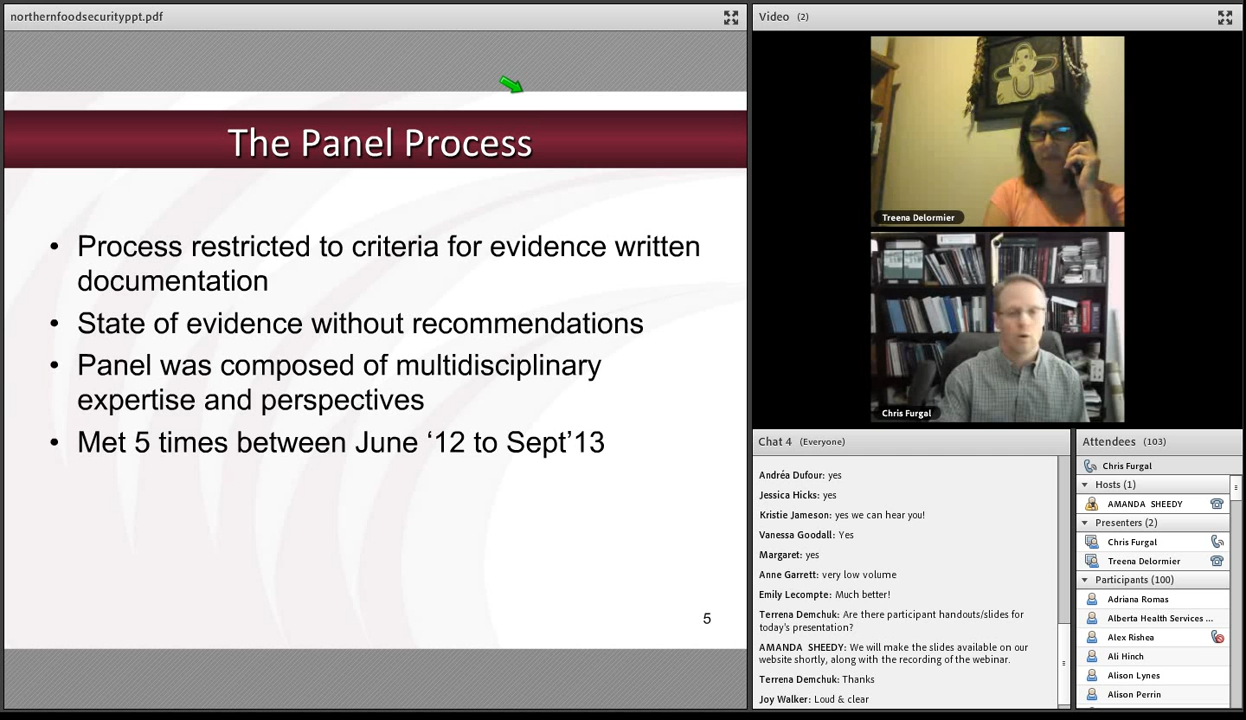 northernfoodsecurityppt.pdf
The Panel Process
• Process restricted to criteria for evidence written
documentation
• State of evidence without recommendations
• Panel was composed of multidisciplinary
expertise and perspectives
• Met 5 times between June ‘12 to Sept’13
5
Video (2)
Treena Delormier
Chris Furgal
Chat 4 (Everyone)
Andréa Dufour: yes
Jessica Hicks: yes
Kristie Jameson: yes we can hear you!
Vanessa Goodall: Yes
Margaret: yes
Anne Garrett: very low volume
Emily Lecompte: Much better!
Terrena Demchuk: Are there participant handouts/slides for
today's presentation?
AMANDA SHEEDY: We will make the slides available on our
website shortly, along with the recording of the webinar.
Terrena Demchuk: Thanks
Joy Walker: Loud & clear
Attendees (103)
Chris Furgal
Hosts (1)
AMANDA SHEEDY
Presenters (2)
Chris Furgal
Treena Delormier
Participants (100)
Adriana Romas
Alberta Health Services ...
Alex Rishea
Ali Hinch
Alison Lynes
Alison Perrin